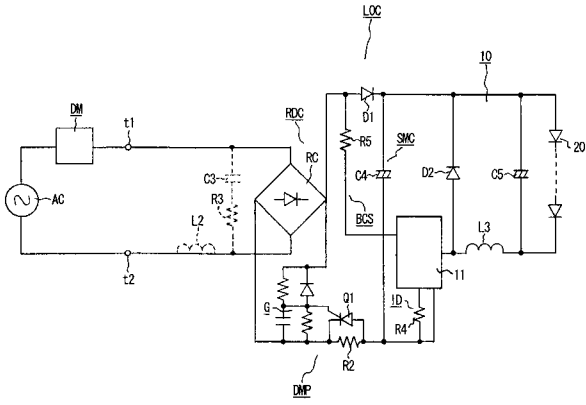 LOC
10
DM
t1
RDC
D1
20
R5
SMC
RC
C3
C4
D2
C5
AC
R3
L2
BCS
L3
t2
11
G
Q1
ID
R4
R2
DMP